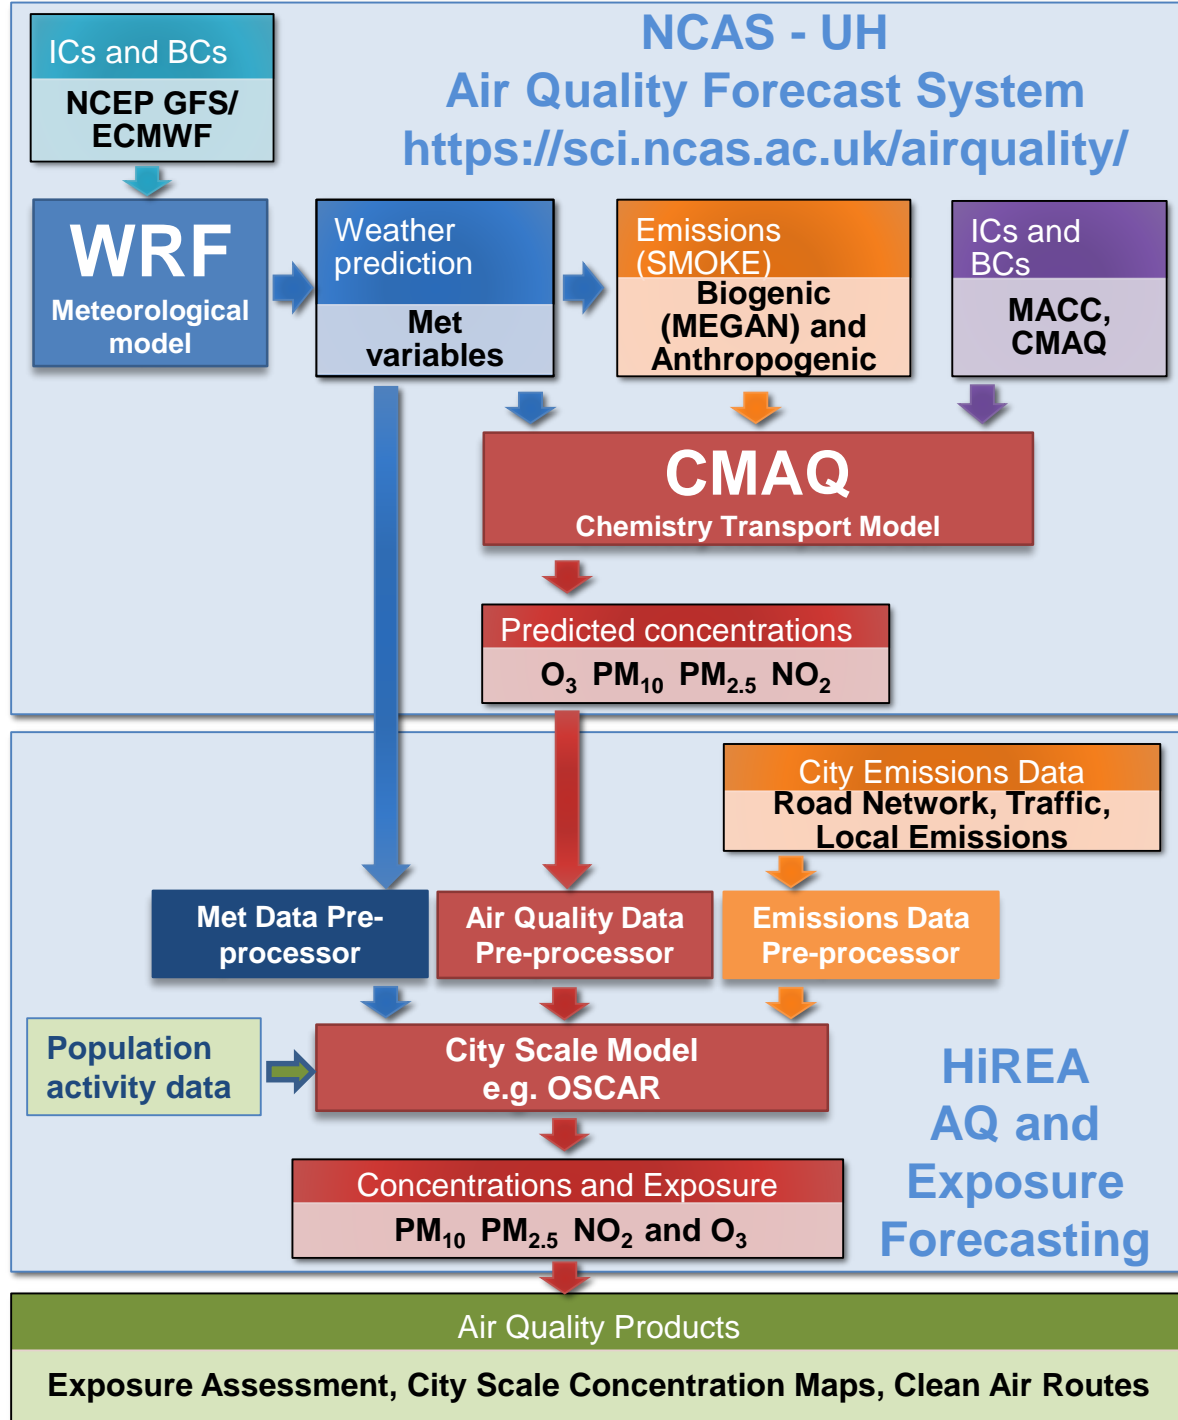 ICs and BCs
NCEP GFS/
ECMWF
NCAS - UH
Air Quality Forecast System
https://sci.ncas.ac.uk/airquality/
WRF
Meteorological
model
Weather
prediction
Met
variables
Emissions
(SMOKE)
Biogenic
(MEGAN) and
Anthropogenic
ICs and
BCs
MACC,
CMAQ
CMAQ
Chemistry Transport Model
Predicted concentrations
O₃ PM₁₀ PM₂.₅ NO₂
City Emissions Data
Road Network, Traffic,
Local Emissions
Met Data Pre-
processor
Air Quality Data
Pre-processor
Emissions Data
Pre-processor
Population
activity data
City Scale Model
e.g. OSCAR
HiREA
AQ and
Exposure
Forecasting
Concentrations and Exposure
PM₁₀ PM₂.₅ NO₂ and O₃
Air Quality Products
Exposure Assessment, City Scale Concentration Maps, Clean Air Routes